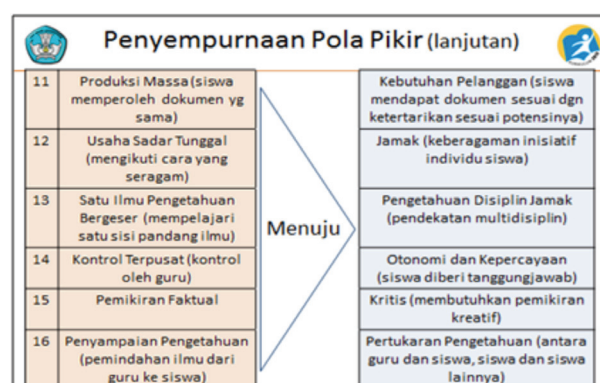 Penyempurnaan Pola Pikir (lanjutan)
11
Produksi Massa (siswa
memperoleh dokumen yg
sama)
Kebutuhan Pelanggan (siswa
mendapat dokumen sesuai dgn
ketertarikan sesuai potensinya)
12
Usaha Sadar Tunggal
(mengikuti cara yang
seragam)
Jamak (keberagaman inisiatif
individu siswa)
13
Satu Ilmu Pengetahuan
Bergeser (mempelajari
satu sisi pandang ilmu)
Menuju
Pengetahuan Disiplin Jamak
(pendekatan multidisiplin)
14
Kontrol Terpusat (kontrol
oleh guru)
Otonomi dan Kepercayaan
(siswa diberi tanggungjawab)
15
Pemikiran Faktual
Kritis (membutuhkan pemikiran
kreatif)
16
Penyampaian Pengetahuan
(pemindahan ilmu dari
guru ke siswa)
Pertukaran Pengetahuan (antara
guru dan siswa, siswa dan siswa
lainnya)